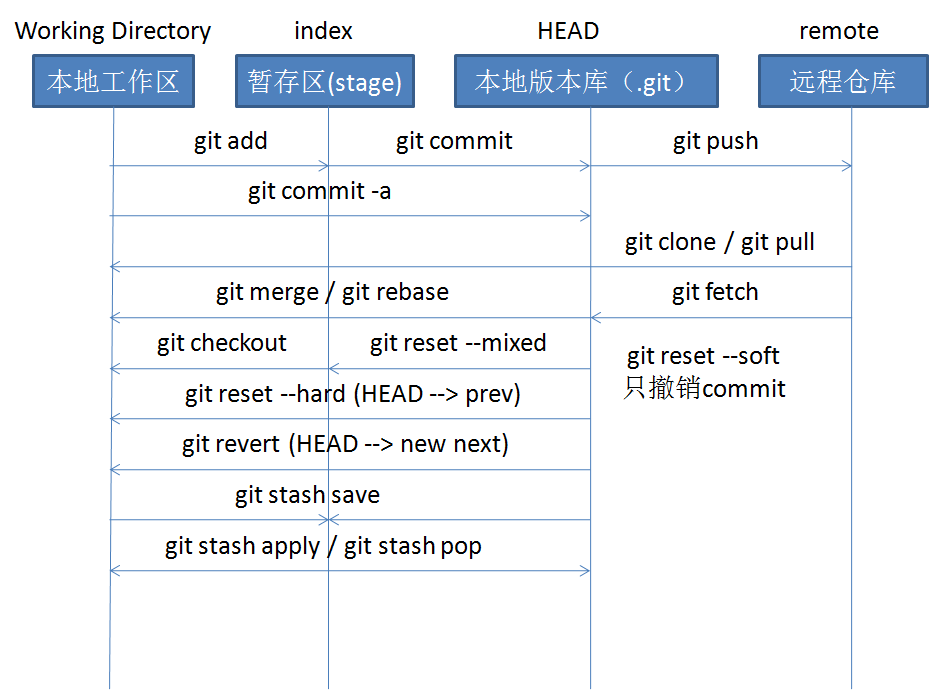 Working Directory
index
HEAD
remote
本地工作区
暂存区(stage)
本地版本库（.git）
远程仓库
git add
git commit
git push
git commit -a
git clone / git pull
git merge / git rebase
git fetch
git checkout
git reset --mixed
git reset --soft
只撤销commit
git reset --hard (HEAD --> prev)
git revert (HEAD --> new next)
git stash save
git stash apply / git stash pop